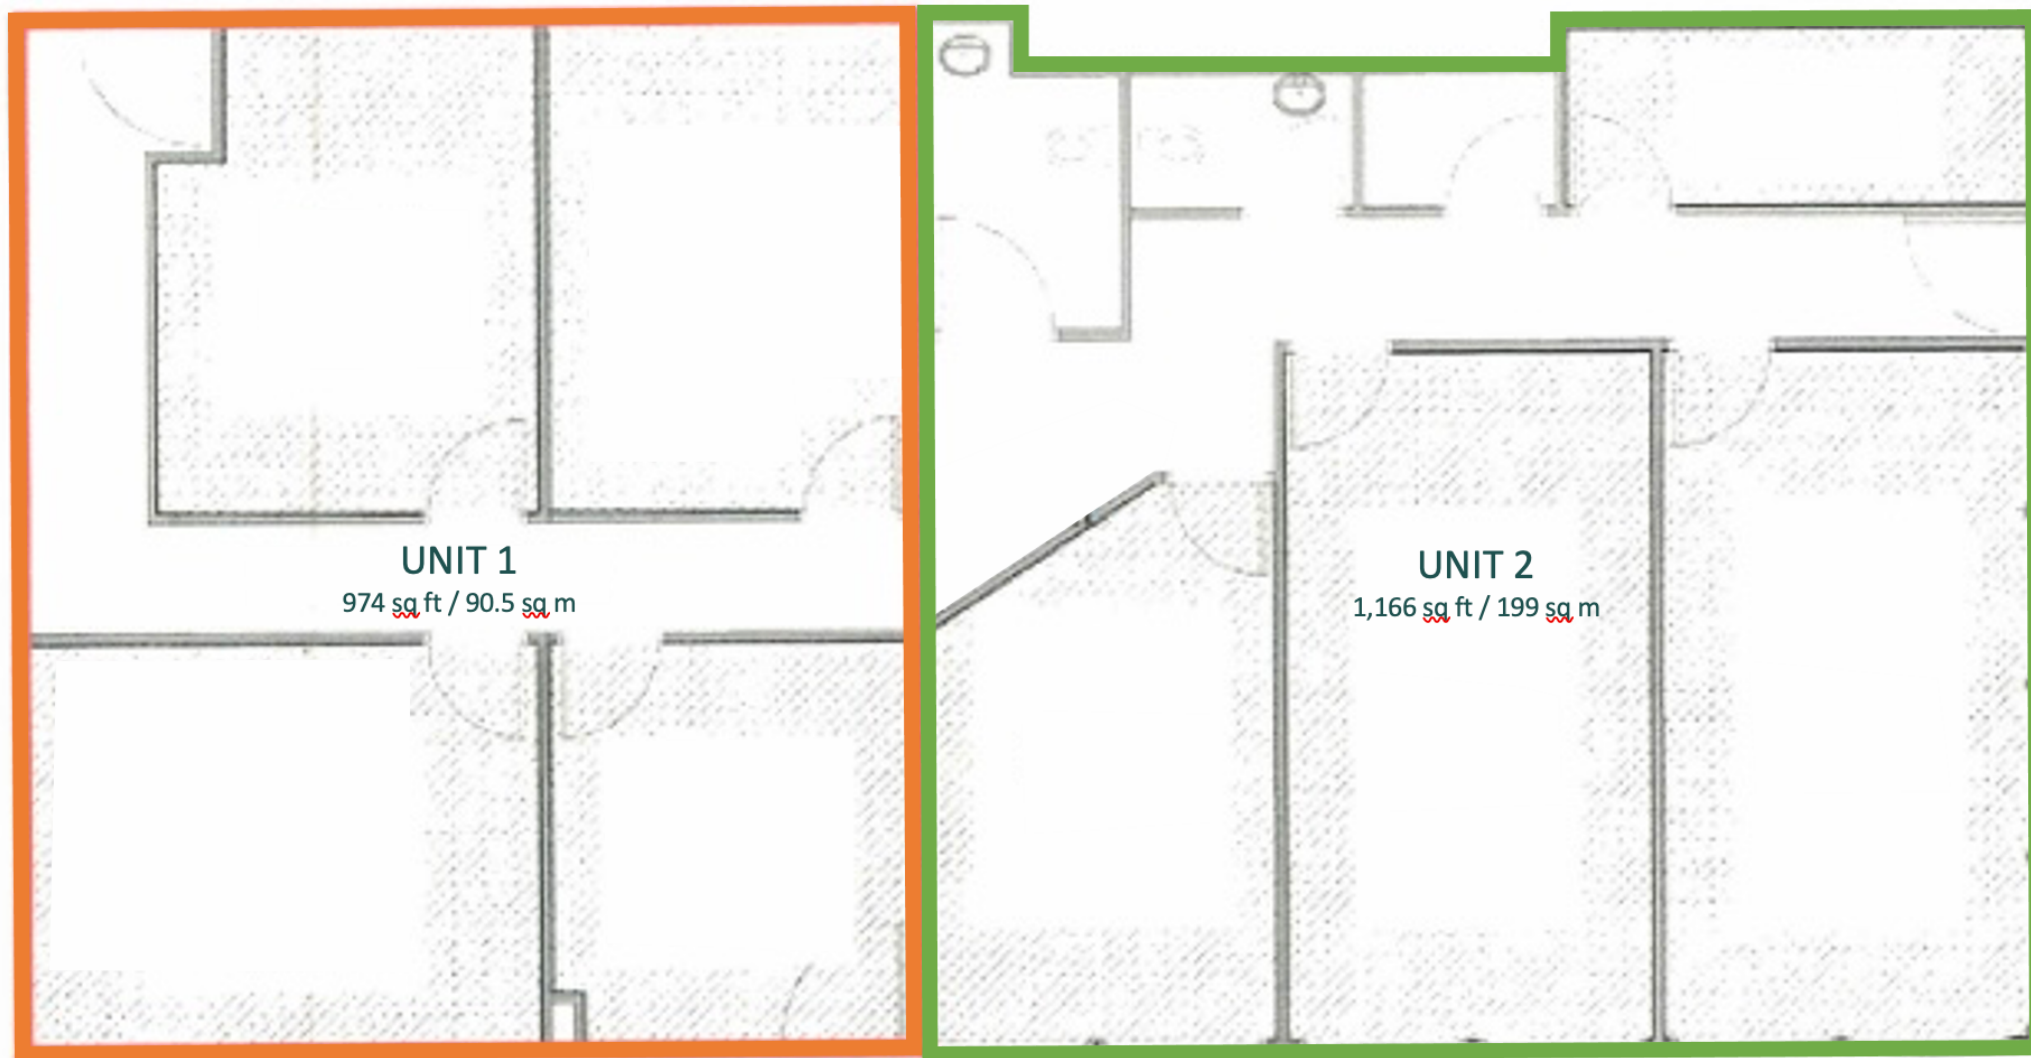 UNIT 1
974 sq ft / 90.5 sq m
UNIT 2
1,166 sq ft / 199 sq m